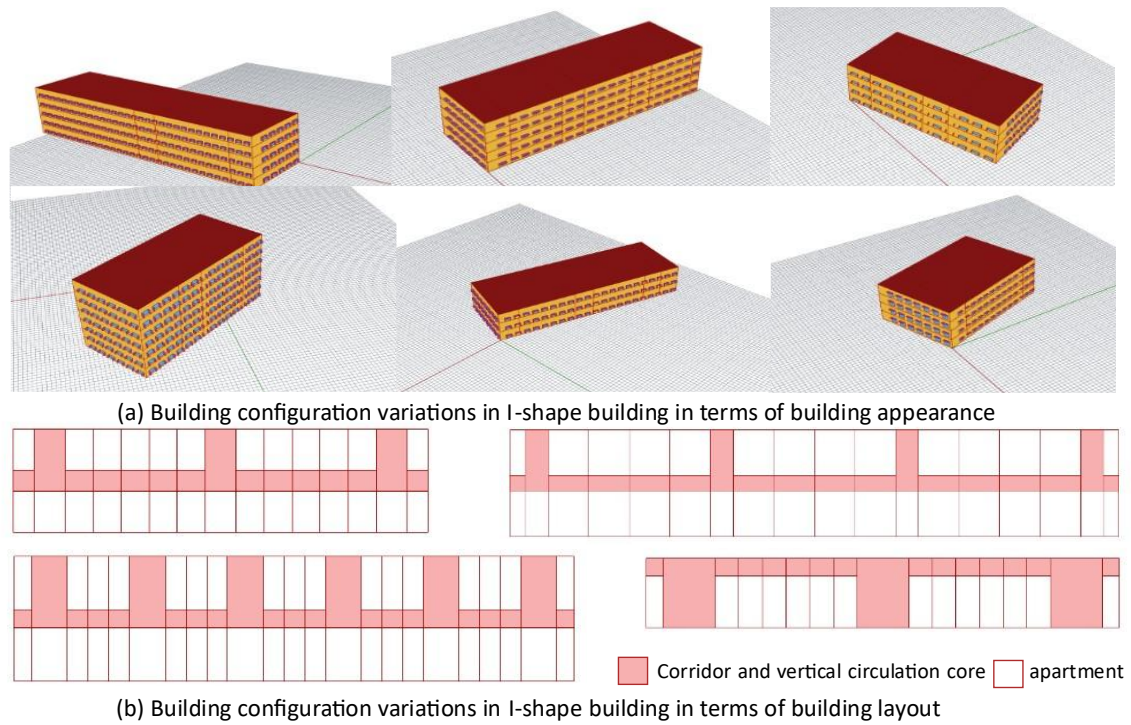 (a) Building configuration variations in I-shape building in terms of building appearance
Corridor and vertical circulation core apartment
(b) Building configuration variations in I-shape building in terms of building layout